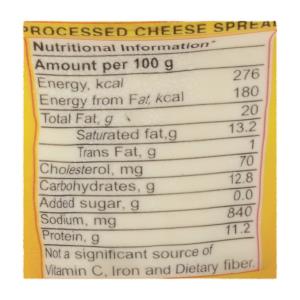 PROCESSED CHEESE SPREA
Nutritional Information*
Amount per 100 g
Energy, kcal 276
Energy from Fat, kcal 180
Total Fat, g 20
Saturated fat,g 13.2
Trans Fat, g 1
Cholesterol, mg 70
Carbohydrates, g 12.8
Added sugar, g 0.0
Sodium, mg 840
Protein, g 11.2
Not a significant source of
Vitamin C, Iron and Dietary fiber.